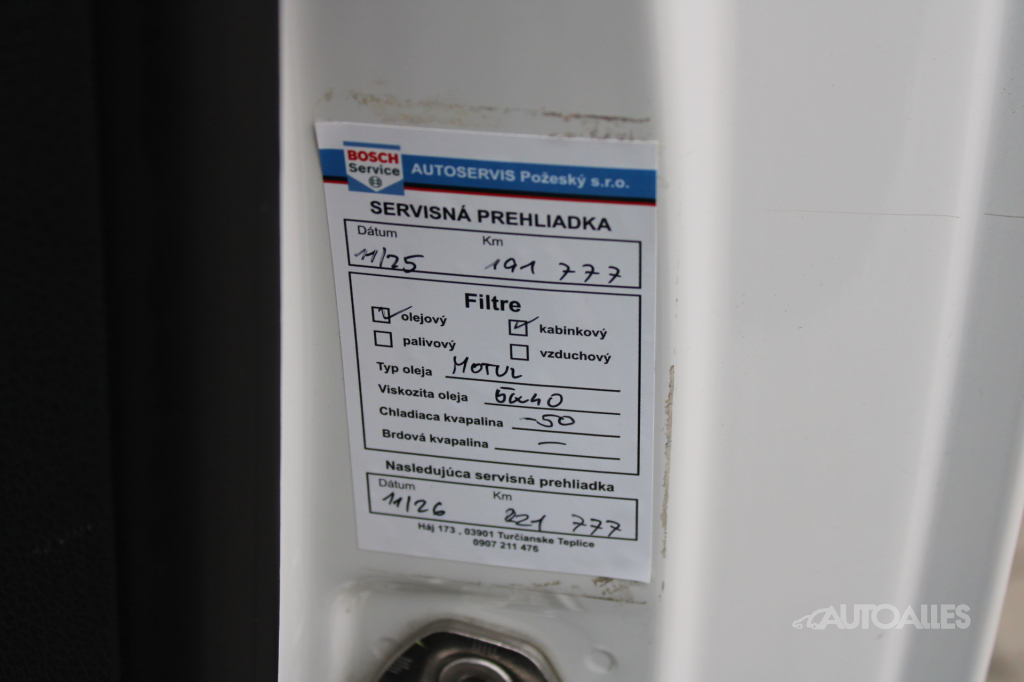 BOSCH
Service
AUTOSERVIS Požeský s.r.o.
SERVISNÁ PREHLIADKA
Dátum Km
11/25 191 777
Filtre
olejový kabinkový
palivový vzduchový
Typ oleja MOTUL
Viskozita oleja 5W40
Chladiaca kvapalina -50
Brdová kvapalina –
Nasledujúca servisná prehliadka
Dátum Km
11/26 221 777
Háj 173 , 03901 Turčianske Teplice
0907 211 476
AUTOALLES